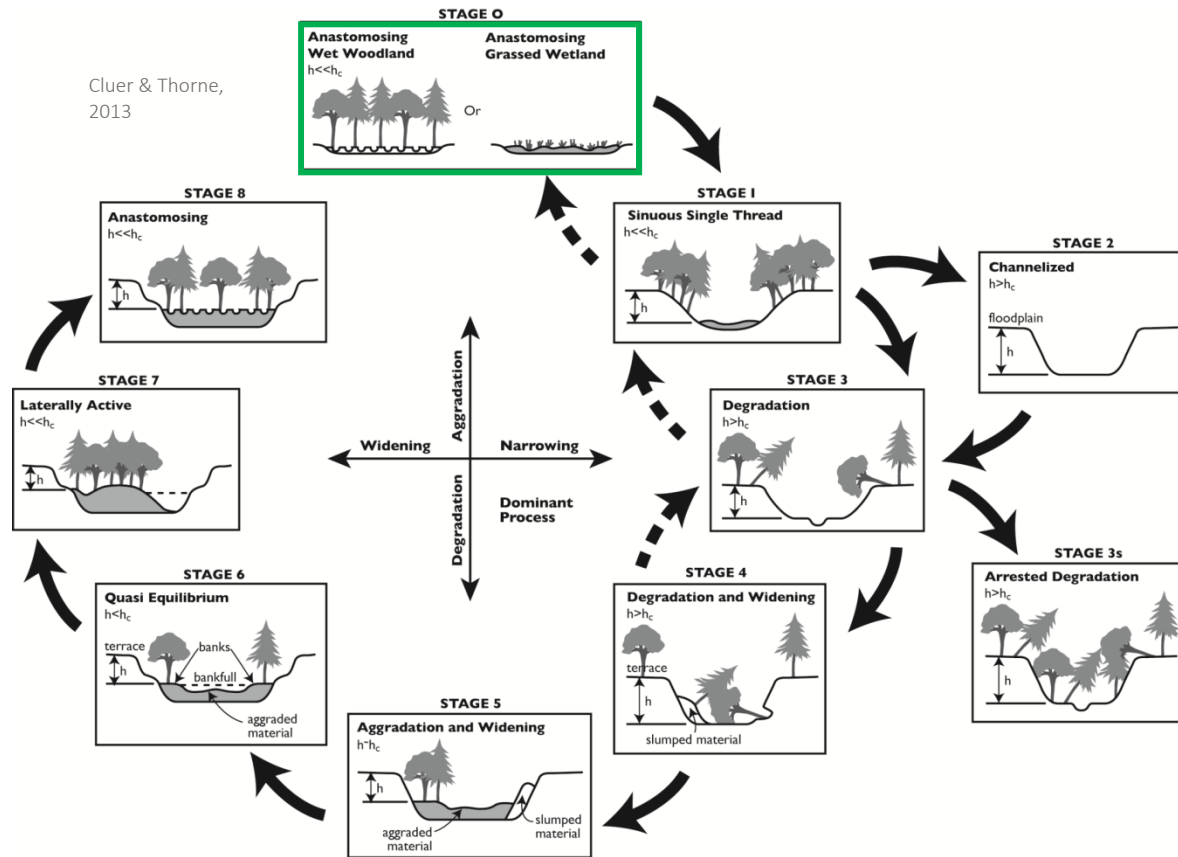 STAGE O
Anastomosing
Wet Woodland
h<<hc
Or
Anastomosing
Grassed Wetland
Cluer & Thorne,
2013
STAGE 1
Sinuous Single Thread
h<<hc
h
STAGE 2
Channelized
h>hc
floodplain
h
STAGE 3
Degradation
h>hc
h
STAGE 3s
Arrested Degradation
h>hc
h
STAGE 4
Degradation and Widening
h>hc
terrace
h
slumped material
STAGE 5
Aggradation and Widening
h~hc
h
aggraded
material
slumped
material
STAGE 6
Quasi Equilibrium
h<hc
terrace
h
banks
bankfull
aggraded
material
STAGE 7
Laterally Active
h<<hc
h
STAGE 8
Anastomosing
h<<hc
h
Aggradation
Widening
Narrowing
Degradation
Dominant
Process